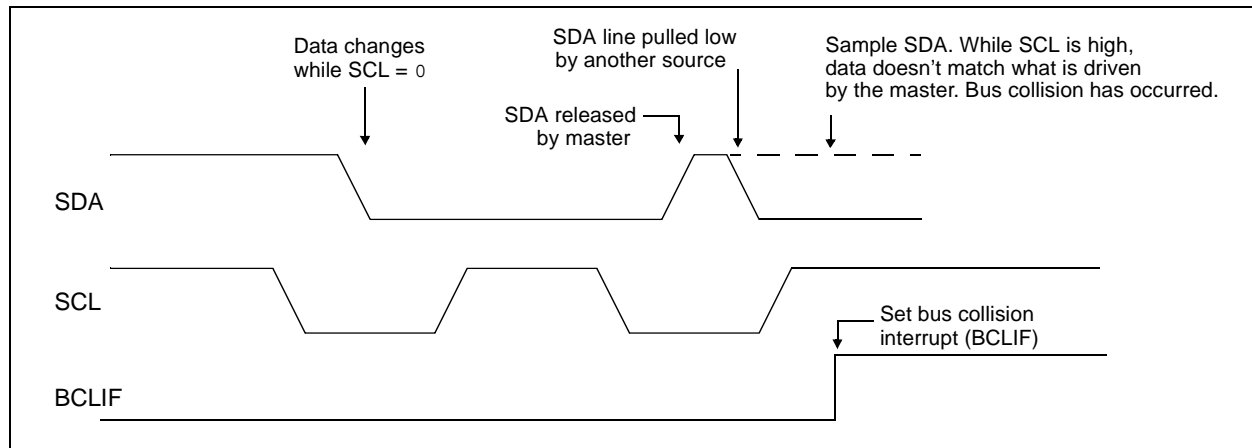 Data changes
while SCL = 0
SDA line pulled low
by another source
SDA released
by master
Sample SDA. While SCL is high,
data doesn't match what is driven
by the master. Bus collision has occurred.
SDA
SCL
Set bus collision
interrupt (BCLIF)
BCLIF